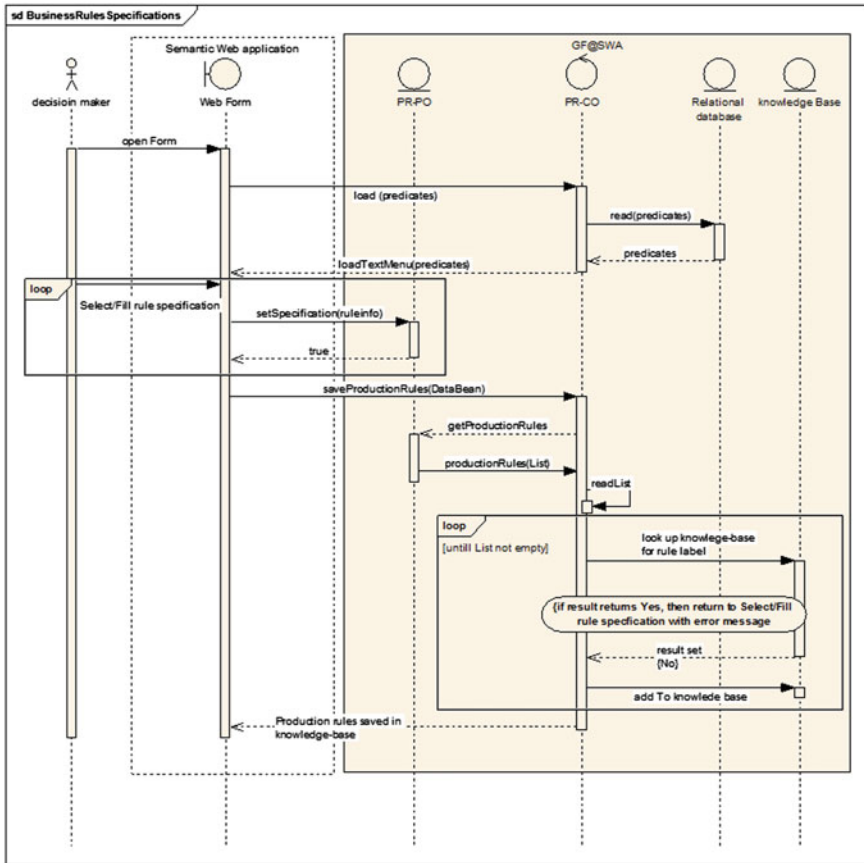 sd BusinessRulesSpecifications
Semantic Web application
GF@SWA
decisioin maker
Web Form
PR-PO
PR-CO
Relational
database
knowledge Base
open Form
load (predicates)
read(predicates)
predicates
loadTextMenu(predicates)
loop
Select/Fill rule specification
setSpecification(ruleinfo)
true
saveProductionRules(DataBean)
getProductionRules
productionRules(List)
readList
loop
[untill List not empty]
look up knowlege-base
for rule label
{if result returns Yes, then return to Select/Fill
rule specfication with error message
result set
(No)
add To knowlede base
Production rules saved in
knowledge-base